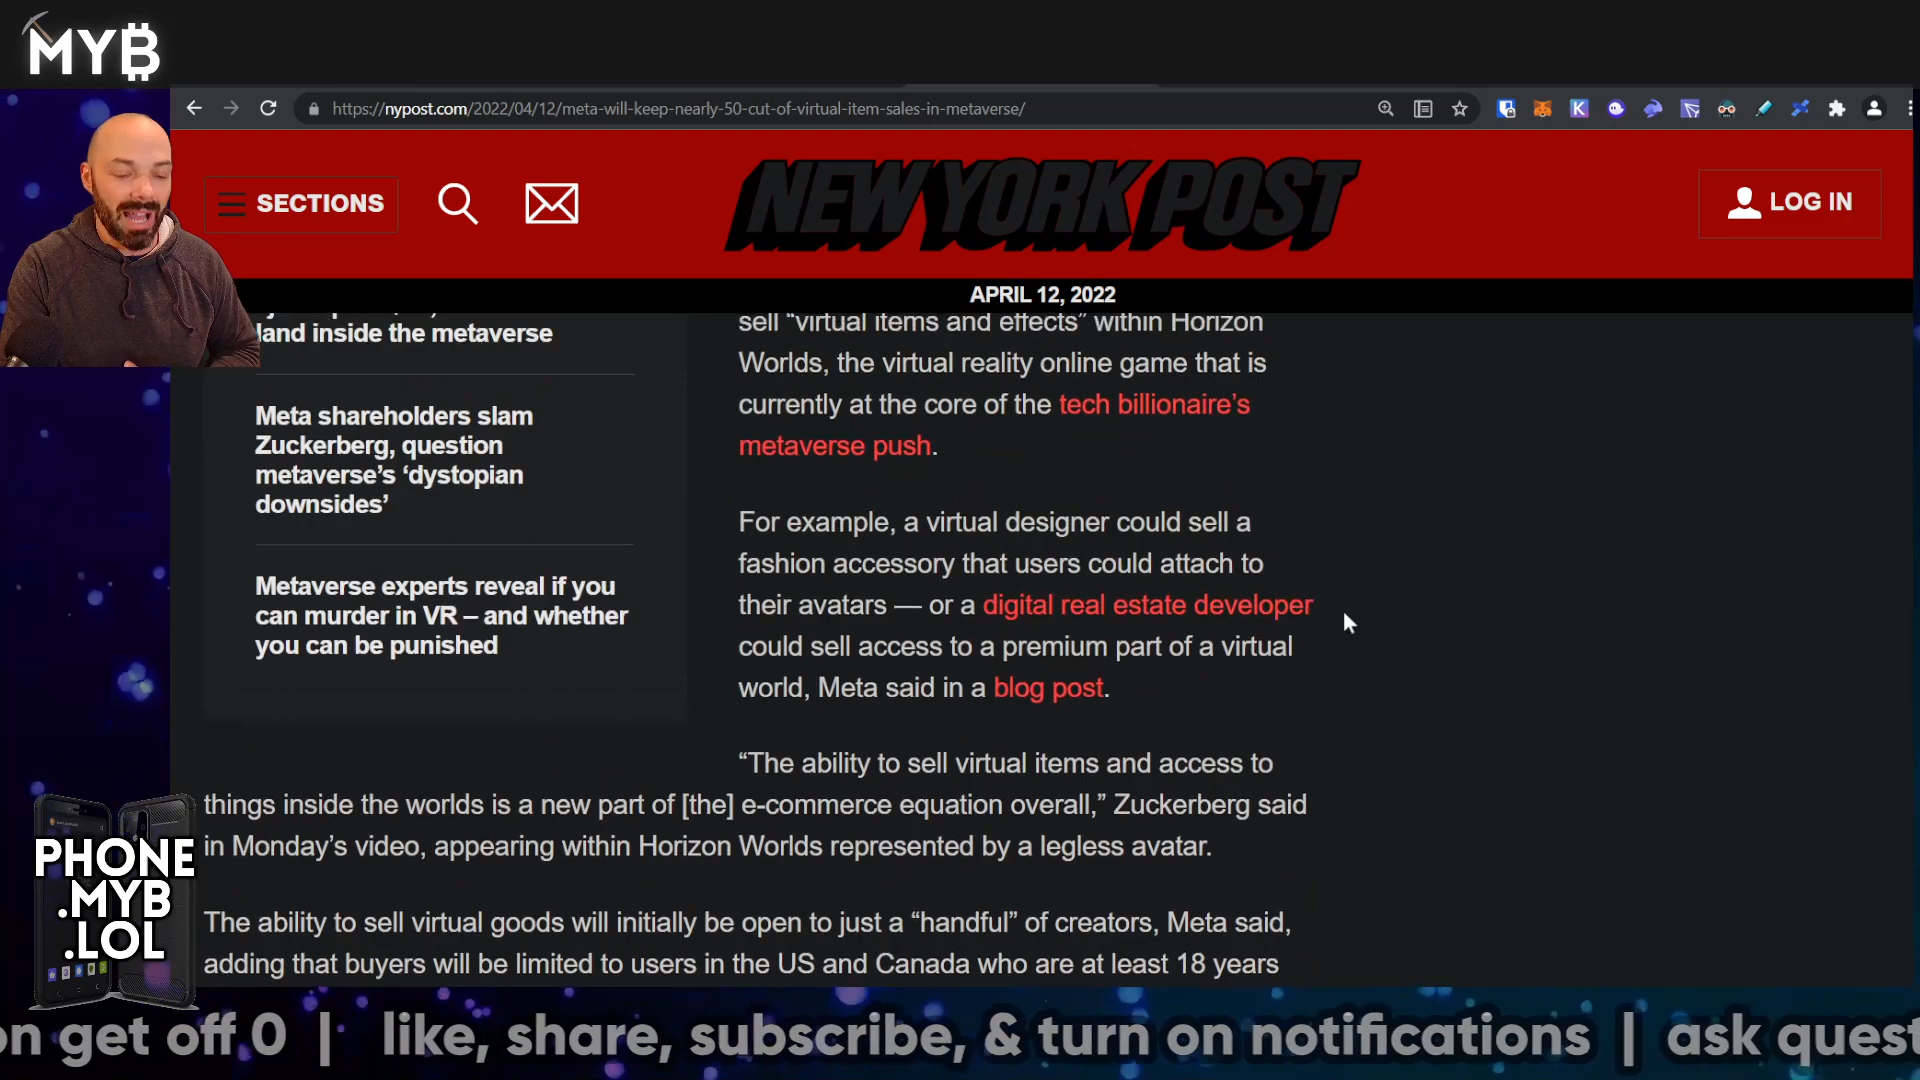 MYB
https://nypost.com/2022/04/12/meta-will-keep-nearly-50-cut-of-virtual-item-sales-in-metaverse/
SECTIONS
NEW YORK POST
LOG IN
APRIL 12, 2022
land inside the metaverse
Meta shareholders slam
Zuckerberg, question
metaverse’s ‘dystopian
downsides’
Metaverse experts reveal if you
can murder in VR – and whether
you can be punished
sell “virtual items and effects” within Horizon
Worlds, the virtual reality online game that is
currently at the core of the tech billionaire’s
metaverse push.
For example, a virtual designer could sell a
fashion accessory that users could attach to
their avatars — or a digital real estate developer
could sell access to a premium part of a virtual
world, Meta said in a blog post.
“The ability to sell virtual items and access to
things inside the worlds is a new part of [the] e-commerce equation overall,” Zuckerberg said
in Monday’s video, appearing within Horizon Worlds represented by a legless avatar.
The ability to sell virtual goods will initially be open to just a “handful” of creators, Meta said,
adding that buyers will be limited to users in the US and Canada who are at least 18 years
PHONE
.MYB
.LOL
on get off 0 | like, share, subscribe, & turn on notifications | ask quest